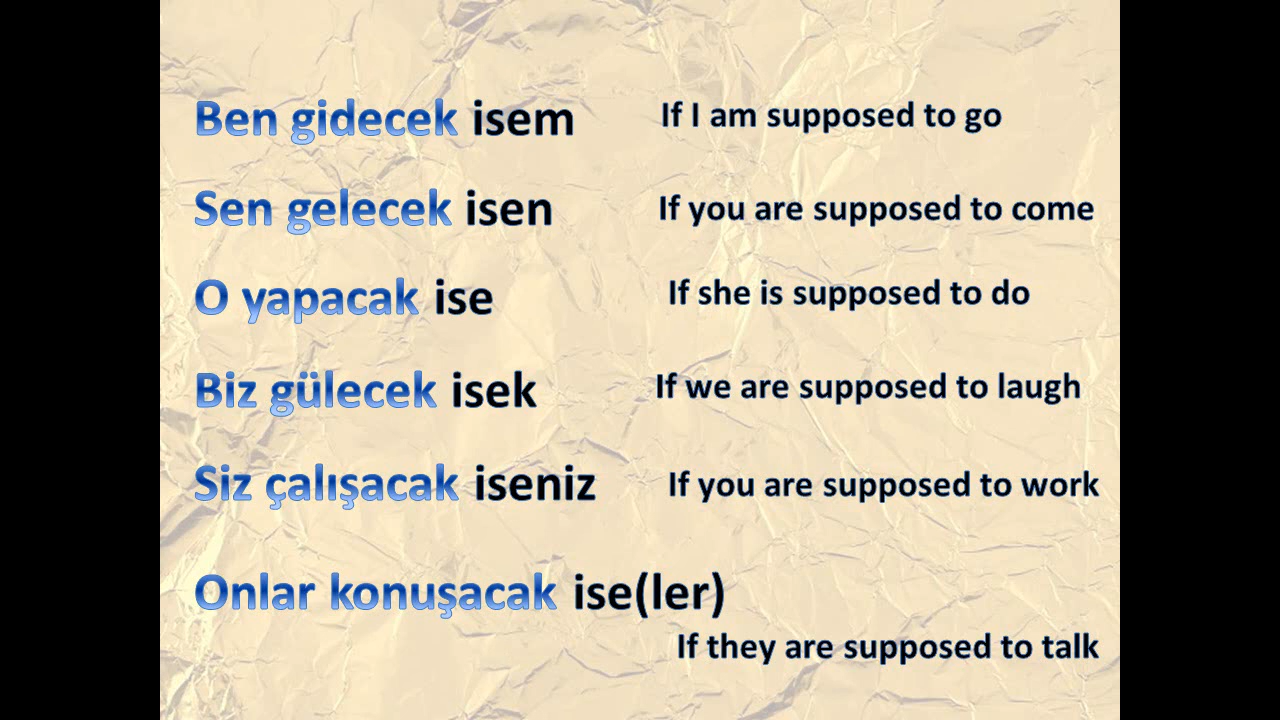 Ben gidecek isem If I am supposed to go
Sen gelecek isen If you are supposed to come
O yapacak ise If she is supposed to do
Biz gülecek isek If we are supposed to laugh
Siz çalışacak iseniz If you are supposed to work
Onlar konuşacak ise(ler)
If they are supposed to talk